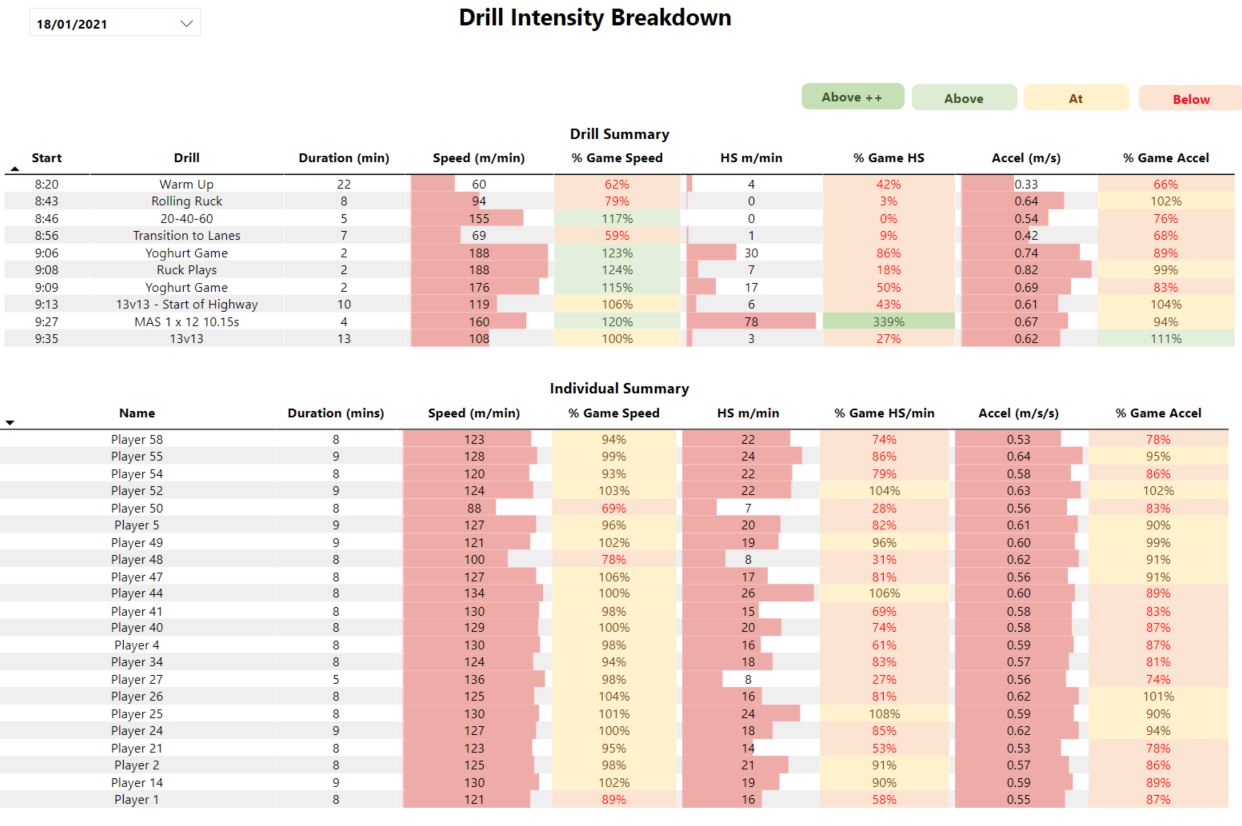 Drill Intensity Breakdown
18/01/2021
Above ++ Above At Below
Drill Summary
Start Drill Duration (min) Speed (m/min) % Game Speed HS m/min % Game HS Accel (m/s) % Game Accel
8:20 Warm Up 22 60 62% 4 42% 0.33 66%
8:43 Rolling Ruck 8 94 79% 0 3% 0.64 102%
8:46 20-40-60 5 155 117% 0 0% 0.54 76%
8:56 Transition to Lanes 7 69 59% 1 9% 0.42 68%
9:06 Yoghurt Game 2 188 123% 30 86% 0.74 89%
9:08 Ruck Plays 2 188 124% 7 18% 0.82 99%
9:09 Yoghurt Game 2 176 115% 17 50% 0.69 83%
9:13 13v13 - Start of Highway 10 119 106% 6 43% 0.61 104%
9:27 MAS 1 x 12 10.15s 4 160 120% 78 339% 0.67 94%
9:35 13v13 13 108 100% 3 27% 0.62 111%
Individual Summary
Name Duration (mins) Speed (m/min) % Game Speed HS m/min % Game HS/min Accel (m/s/s) % Game Accel
Player 58 8 123 94% 22 74% 0.53 78%
Player 55 9 128 99% 24 86% 0.64 95%
Player 54 8 120 93% 22 79% 0.58 86%
Player 52 9 124 103% 22 104% 0.63 102%
Player 50 8 88 69% 7 28% 0.56 83%
Player 5 9 127 96% 20 82% 0.61 90%
Player 49 9 121 102% 19 96% 0.60 99%
Player 48 8 100 78% 8 31% 0.62 91%
Player 47 8 127 106% 17 81% 0.56 91%
Player 44 8 134 100% 26 106% 0.60 89%
Player 41 8 130 98% 15 69% 0.58 83%
Player 40 8 129 100% 20 74% 0.58 87%
Player 4 8 130 98% 16 61% 0.59 87%
Player 34 8 124 94% 18 83% 0.57 81%
Player 27 5 136 98% 8 27% 0.56 74%
Player 26 8 125 104% 16 81% 0.62 101%
Player 25 8 130 101% 24 108% 0.59 90%
Player 24 9 127 100% 18 85% 0.62 94%
Player 21 8 123 95% 14 53% 0.53 78%
Player 2 8 125 98% 21 91% 0.57 86%
Player 14 9 130 102% 19 90% 0.59 89%
Player 1 8 121 89% 16 58% 0.55 87%